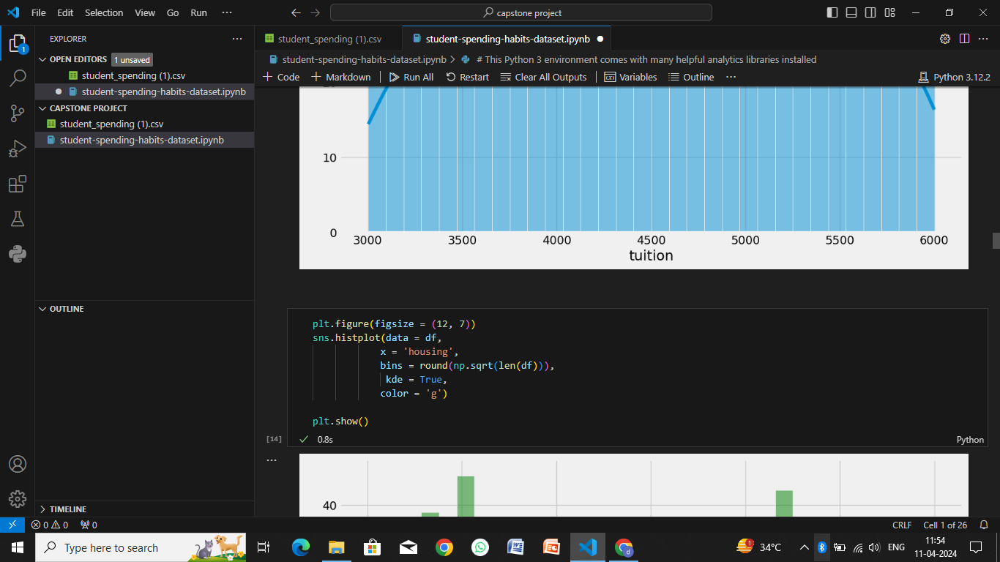 File Edit Selection View Go Run ··· capstone project
EXPLORER ···
OPEN EDITORS 1 unsaved
student_spending (1).csv
student-spending-habits-dataset.ipynb
CAPSTONE PROJECT
student_spending (1).csv
student-spending-habits-dataset.ipynb
OUTLINE
TIMELINE
1
student_spending (1).csv student-spending-habits-dataset.ipynb
student-spending-habits-dataset.ipynb > # This Python 3 environment comes with many helpful analytics libraries installed
+ Code + Markdown Run All Restart Clear All Outputs Variables Outline ··· Python 3.12.2
10
0
3000 3500 4000 4500 5000 5500 6000
tuition
plt.figure(figsize = (12, 7))
sns.histplot(data = df,
x = 'housing',
bins = round(np.sqrt(len(df))),
kde = True,
color = 'g')
plt.show()
[14] 0.8s Python
···
40
0 0 0 CRLF Cell 1 of 26
Type here to search 1 34°C ENG 11:54
11-04-2024